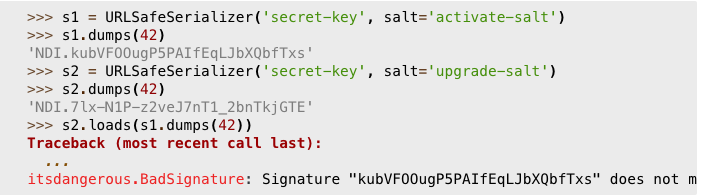 >>> s1 = URLSafeSerializer('secret-key', salt='activate-salt')
>>> s1.dumps(42)
'NDI.kubVFOOugP5PAIfEqLJbXQbfTxs'
>>> s2 = URLSafeSerializer('secret-key', salt='upgrade-salt')
>>> s2.dumps(42)
'NDI.7lx-N1P-z2veJ7nT1_2bnTkjGTE'
>>> s2.loads(s1.dumps(42))
Traceback (most recent call last):
...
itsdangerous.BadSignature: Signature "kubVFOOugP5PAIfEqLJbXQbfTxs" does not m